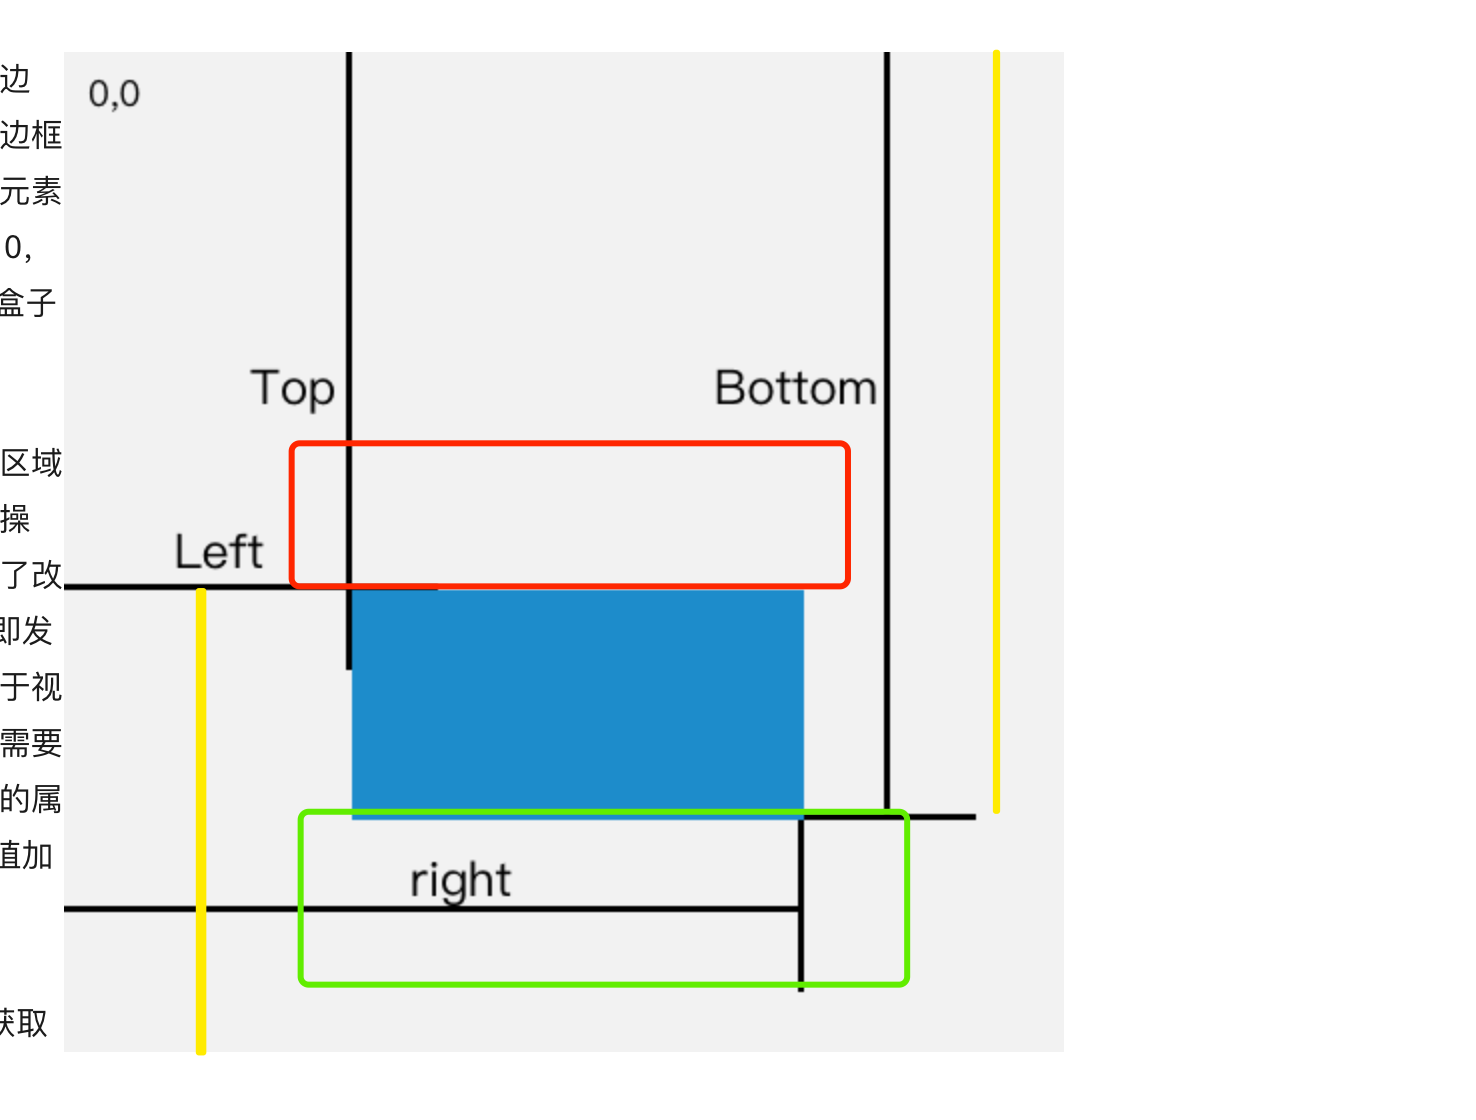 边
边框
元素
0,
盒子
区域
操
了改
即发
于视
需要
的属
值加
获取
0,0
Top
Bottom
Left
right